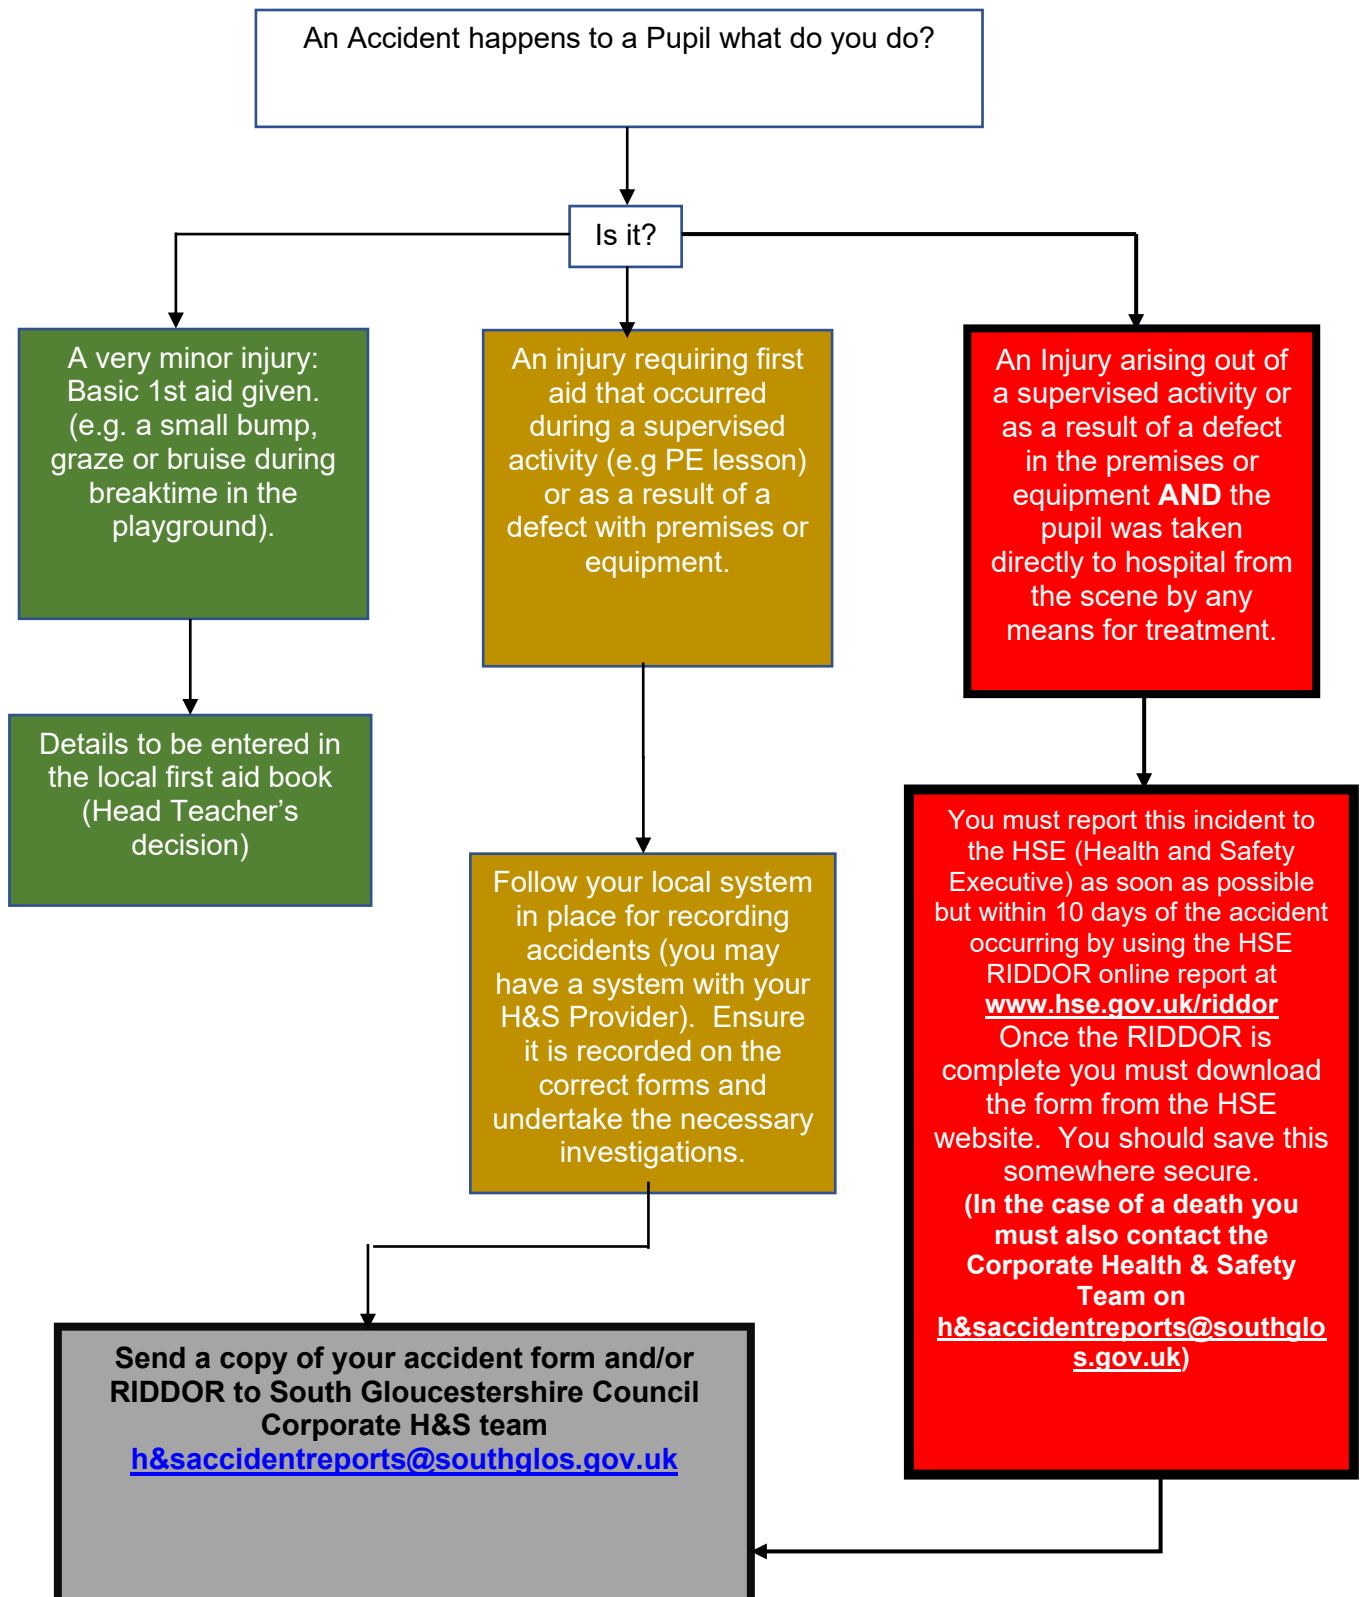 An Accident happens to a Pupil what do you do?
Is it?
A very minor injury:
Basic 1st aid given.
(e.g. a small bump,
graze or bruise during
breaktime in the
playground).
An injury requiring first
aid that occurred
during a supervised
activity (e.g PE lesson)
or as a result of a
defect with premises or
equipment.
An Injury arising out of
a supervised activity or
as a result of a defect
in the premises or
equipment AND the
pupil was taken
directly to hospital from
the scene by any
means for treatment.
Details to be entered in
the local first aid book
(Head Teacher’s
decision)
Follow your local system
in place for recording
accidents (you may
have a system with your
H&S Provider).  Ensure
it is recorded on the
correct forms and
undertake the necessary
investigations.
You must report this incident to
the HSE (Health and Safety
Executive) as soon as possible
but within 10 days of the accident
occurring by using the HSE
RIDDOR online report at
www.hse.gov.uk/riddor
Once the RIDDOR is
complete you must download
the form from the HSE
website.  You should save this
somewhere secure.
(In the case of a death you
must also contact the
Corporate Health & Safety
Team on
h&saccidentreports@southglo
s.gov.uk)
Send a copy of your accident form and/or
RIDDOR to South Gloucestershire Council
Corporate H&S team
h&saccidentreports@southglos.gov.uk